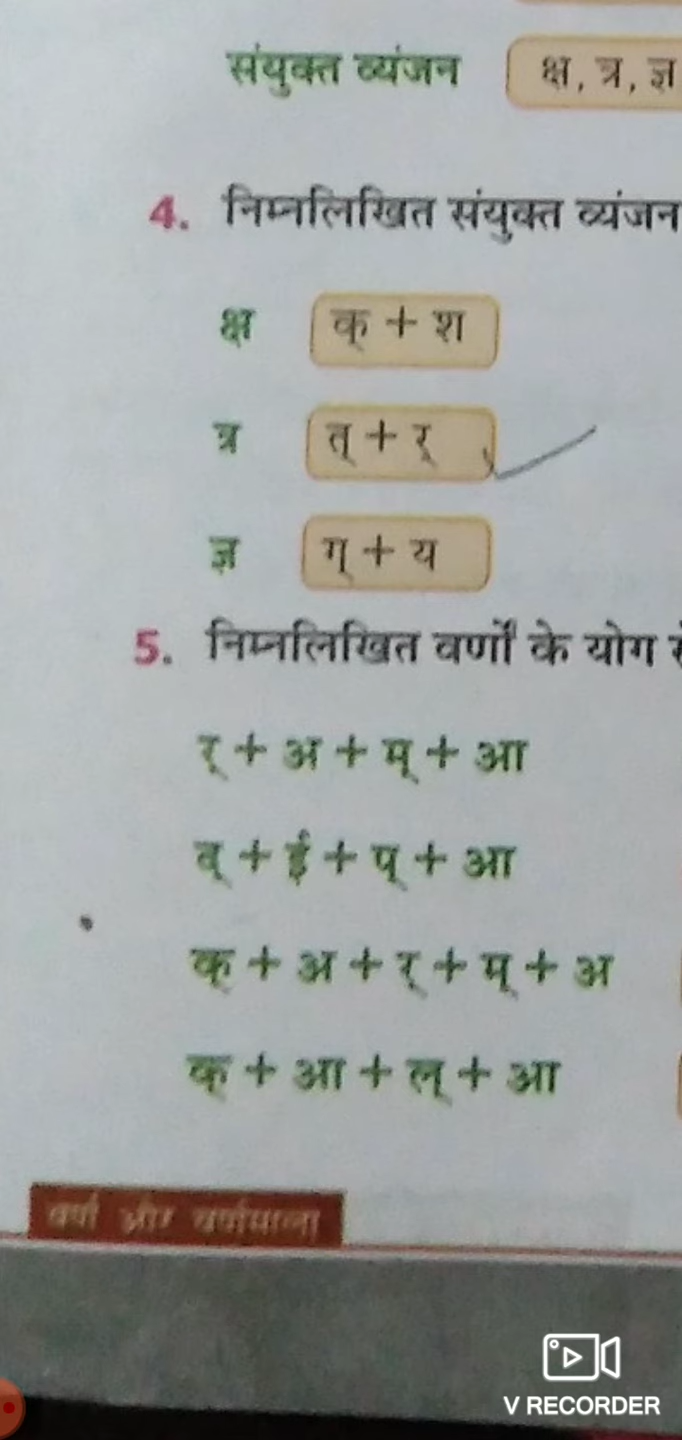 संयुक्त व्यंजन क्ष, त्र, ज्ञ
4. निम्नलिखित संयुक्त व्यंजन
क्ष क् + श
त्र त् + र्
ज्ञ ग् + य
5. निम्नलिखित वर्णों के योग
र् + अ + म् + आ
व् + ई + प् + आ
क् + अ + र् + म् + अ
क् + आ + ल् + आ
वर्ण और वर्णमाला
V RECORDER